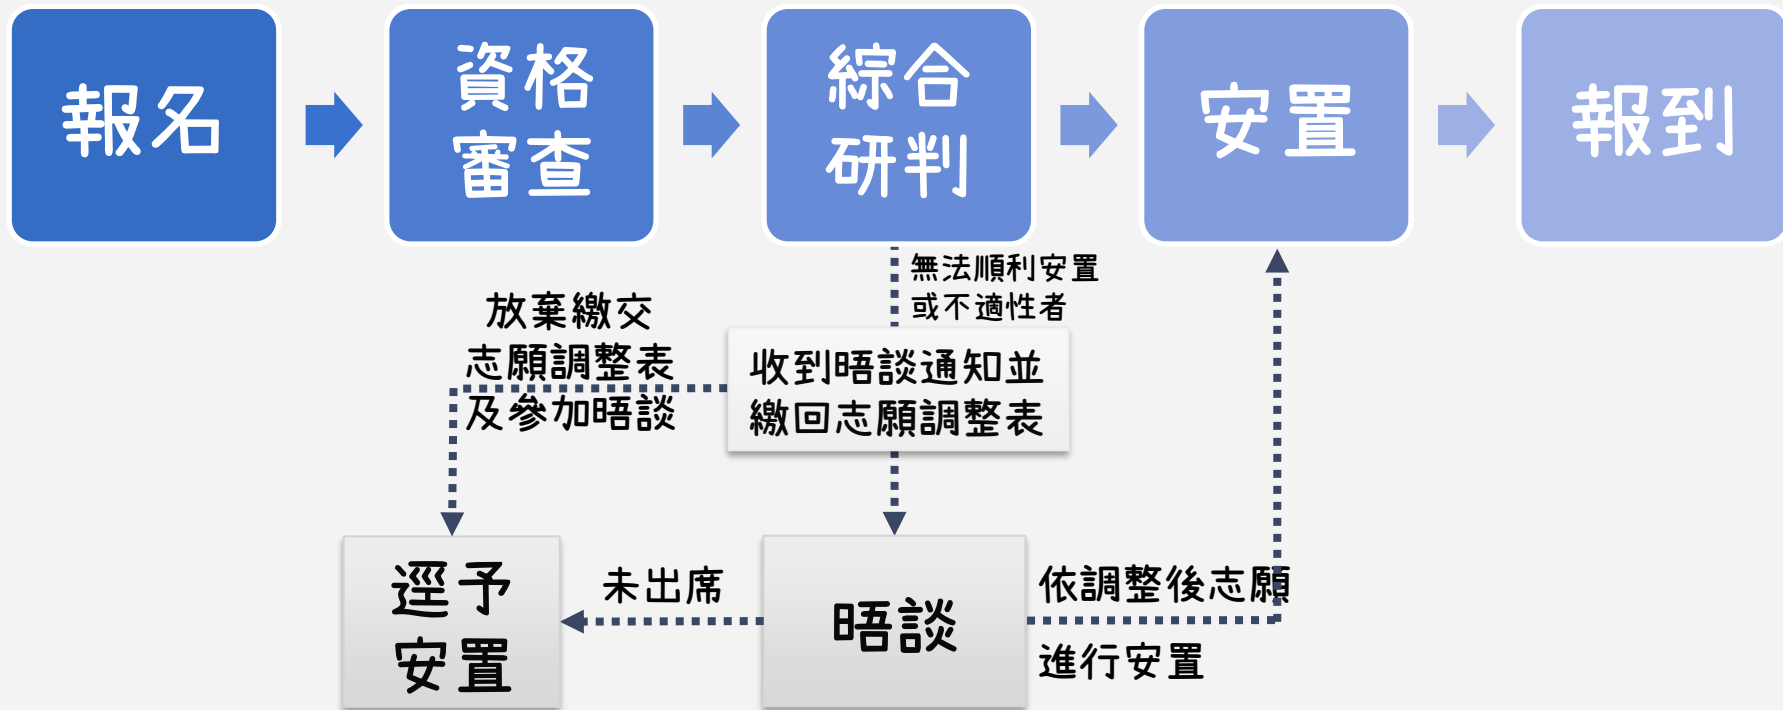 報名
資格
審查
綜合
研判
安置
報到
無法順利安置
或不適性者
放棄繳交
志願調整表
及參加晤談
收到晤談通知並
繳回志願調整表
逕予
安置
未出席
晤談
依調整後志願
進行安置